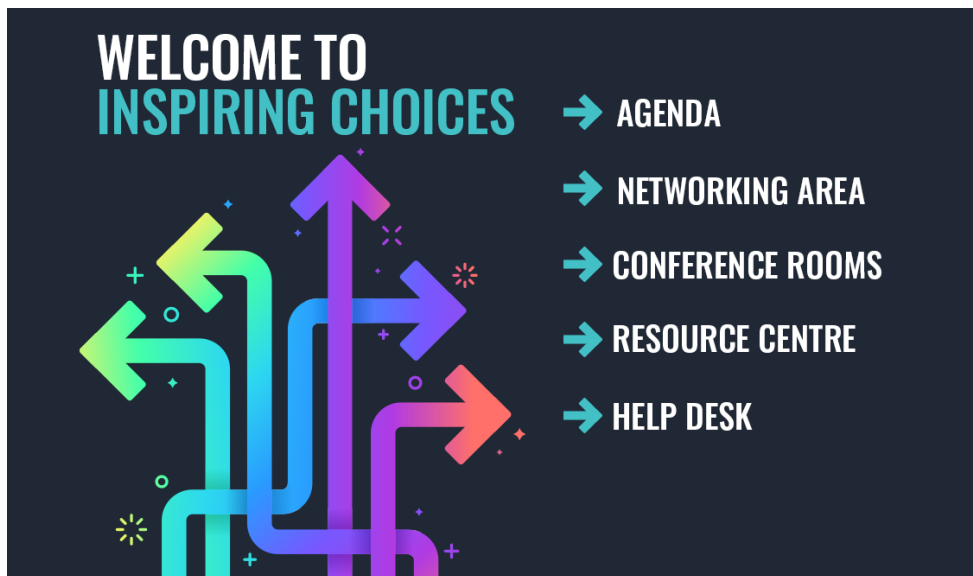 WELCOME TO
INSPIRING CHOICES
AGENDA
NETWORKING AREA
CONFERENCE ROOMS
RESOURCE CENTRE
HELP DESK